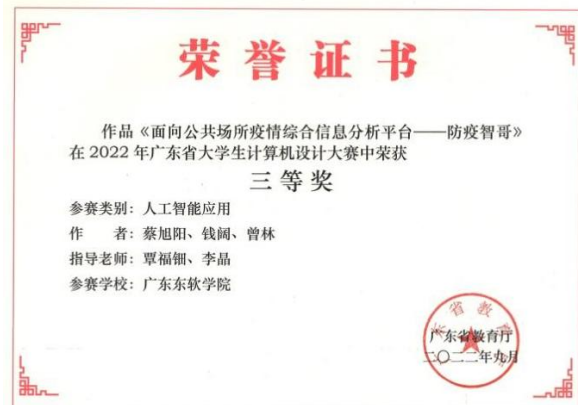 荣誉证书
作品《面向公共场所疫情综合信息分析平台——防疫智哥》
在 2022 年广东省大学生计算机设计大赛中荣获
三等奖
参赛类别：人工智能应用
作　　者：蔡旭阳、钱阔、曾林
指导老师：覃福钿、李晶
参赛学校：广东东软学院
广东省教育厅
二〇二二年九月